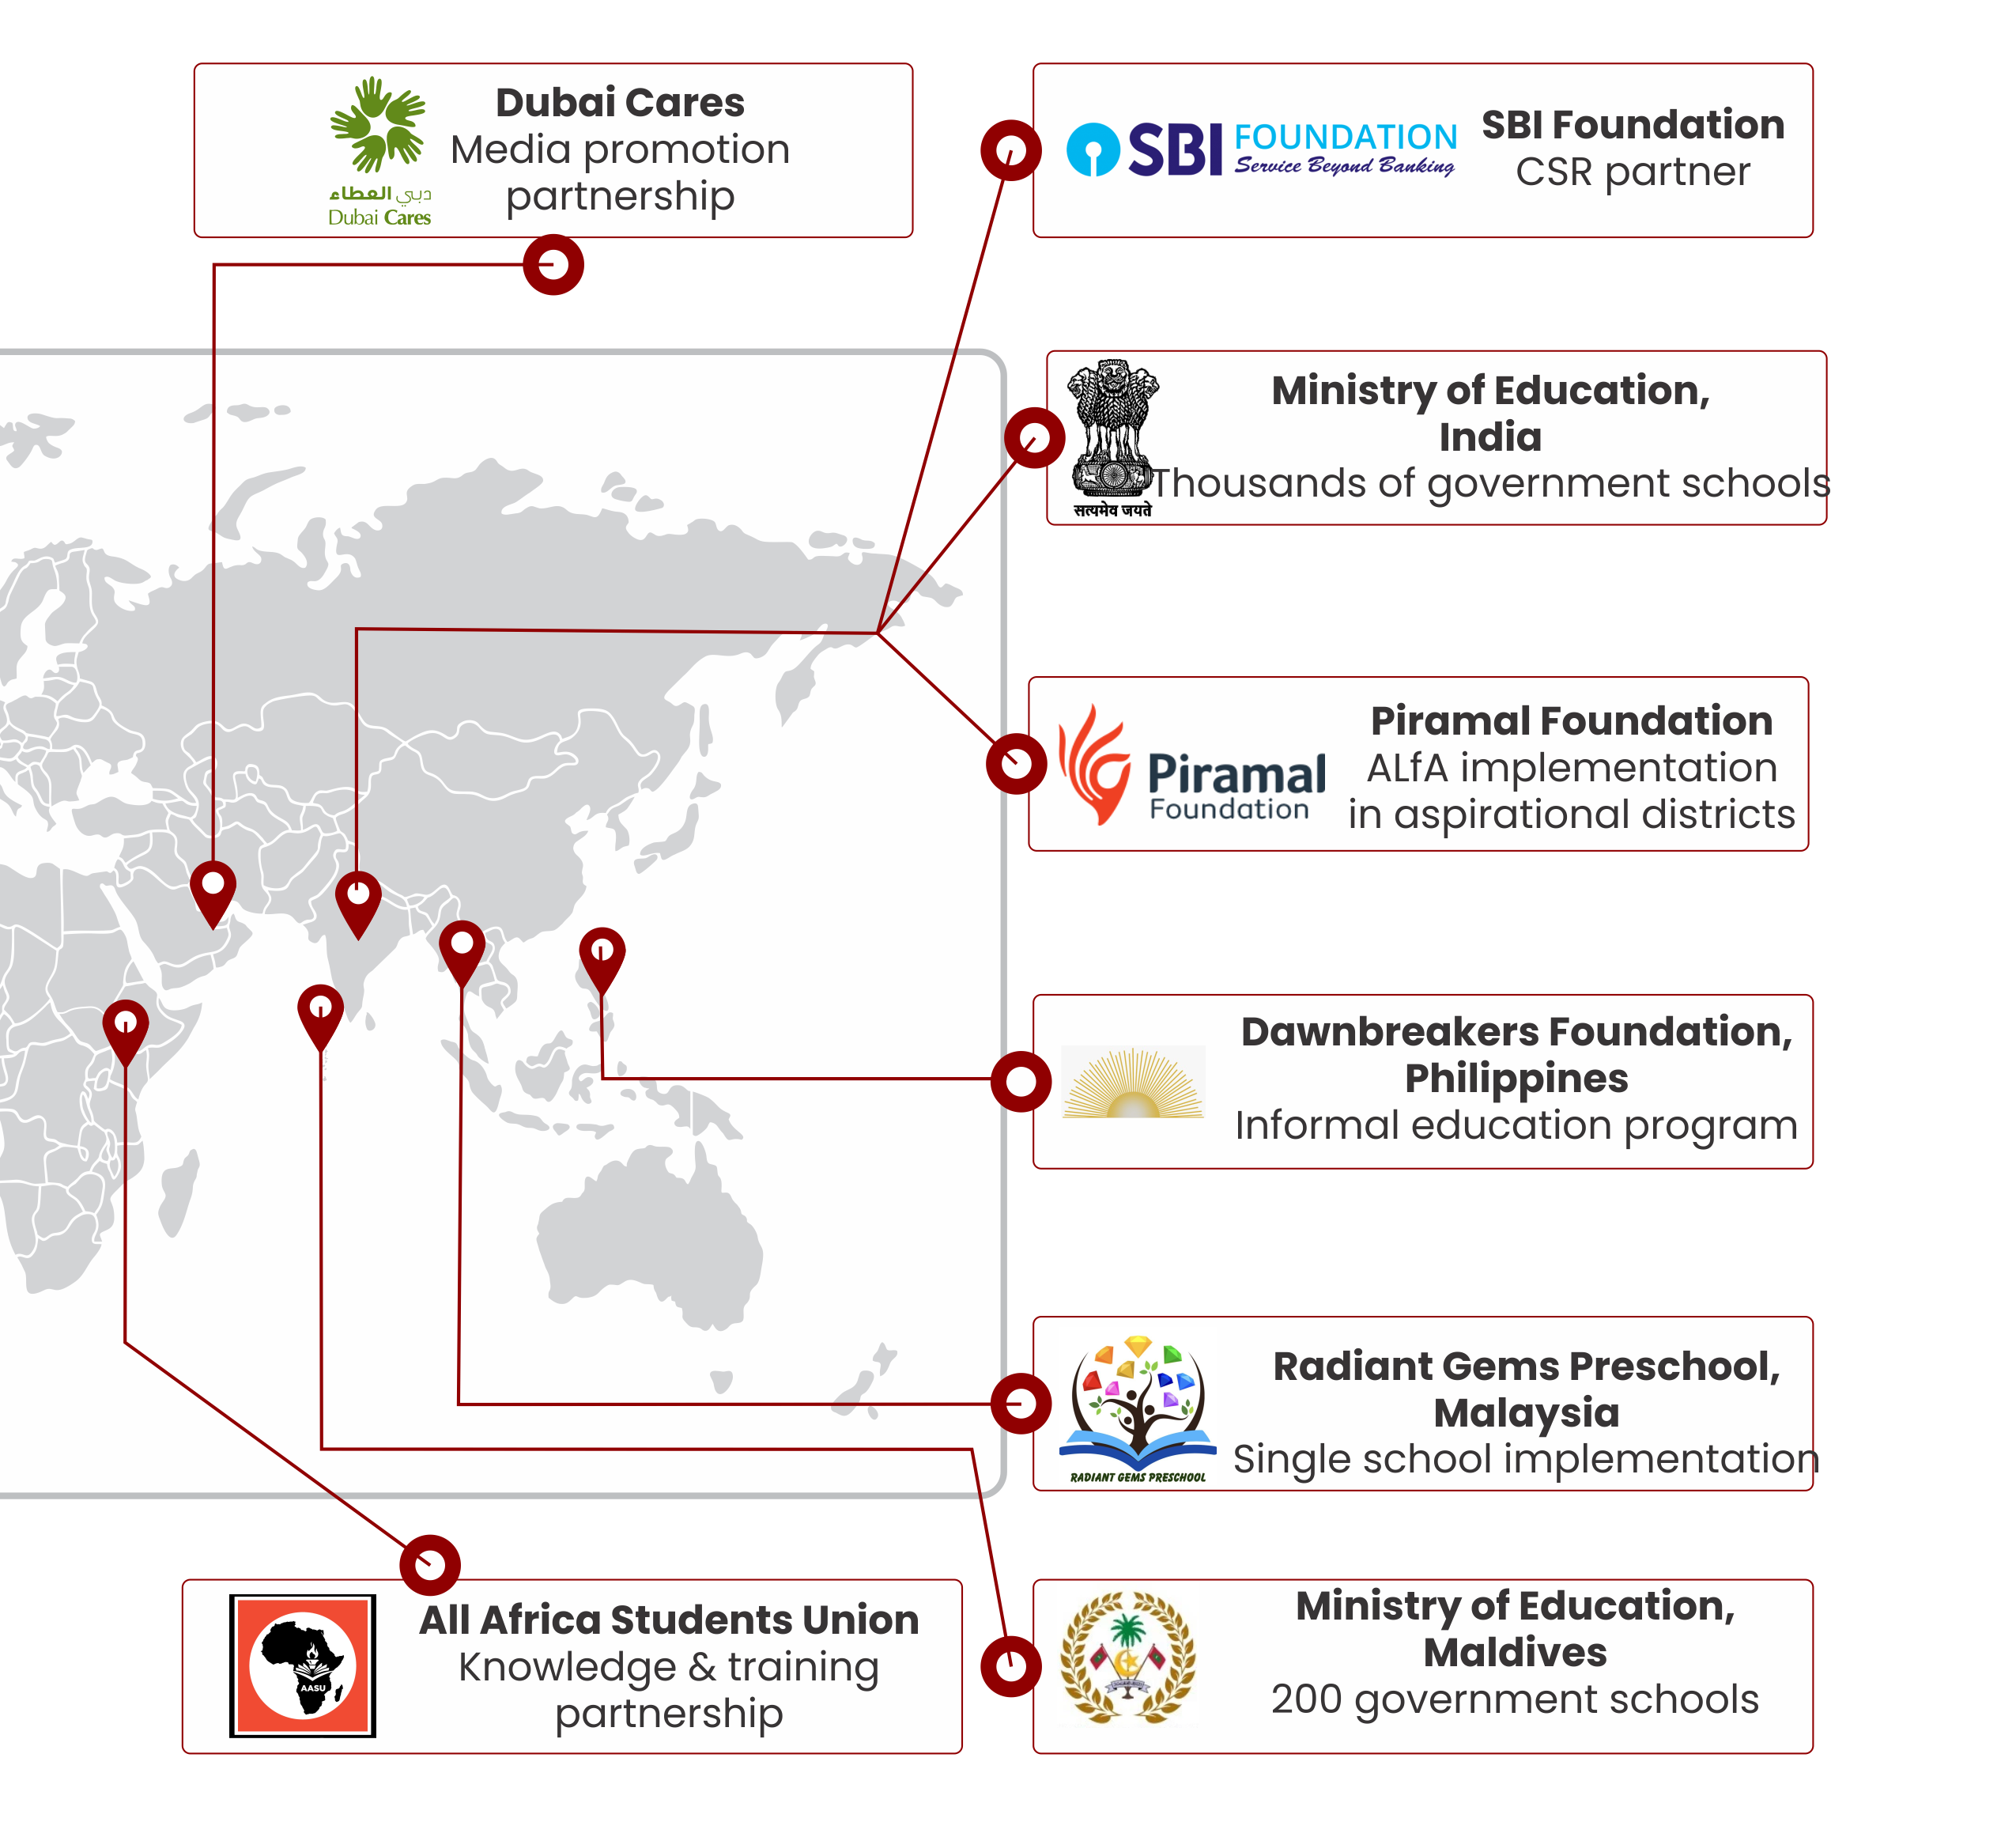 دبي العطاء
Dubai Cares
Dubai Cares
Media promotion
partnership
SBI FOUNDATION
Service Beyond Banking
SBI Foundation
CSR partner
सत्यमेव जयते
Ministry of Education,
India
Thousands of government schools
Piramal
Foundation
Piramal Foundation
ALfA implementation
in aspirational districts
Dawnbreakers Foundation,
Philippines
Informal education program
RADIANT GEMS PRESCHOOL
Radiant Gems Preschool,
Malaysia
Single school implementation
AASU
All Africa Students Union
Knowledge & training
partnership
Ministry of Education,
Maldives
200 government schools